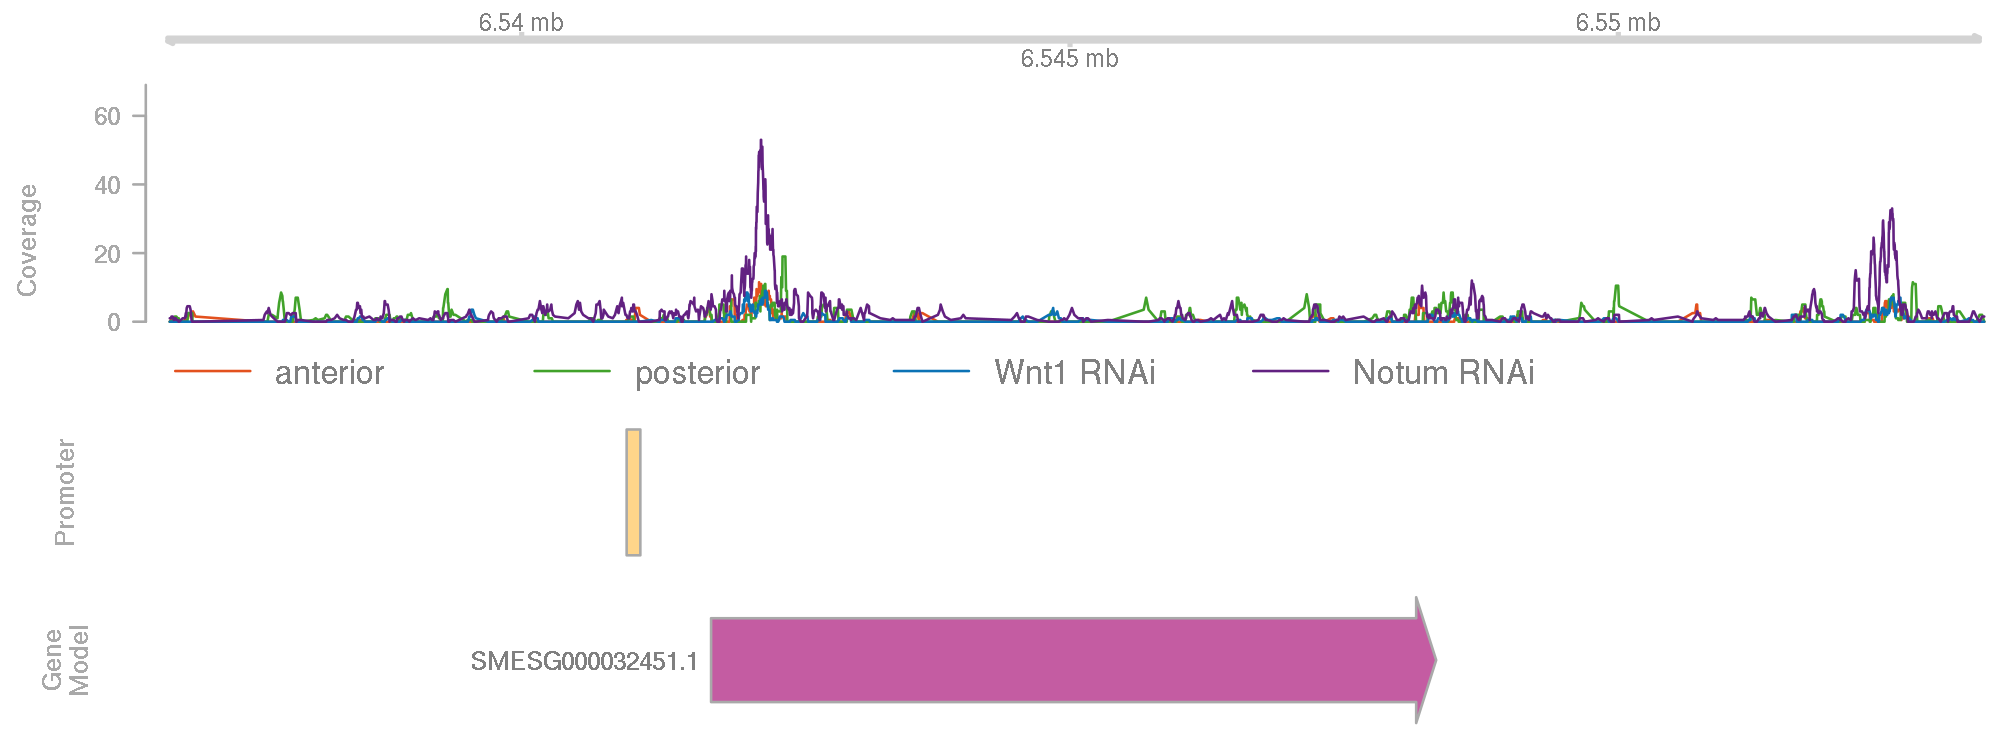 6.54 mb
6.55 mb
6.545 mb
Coverage
60
40
20
0
anterior posterior Wnt1 RNAi Notum RNAi
Promoter
Gene
Model
SMESG000032451.1